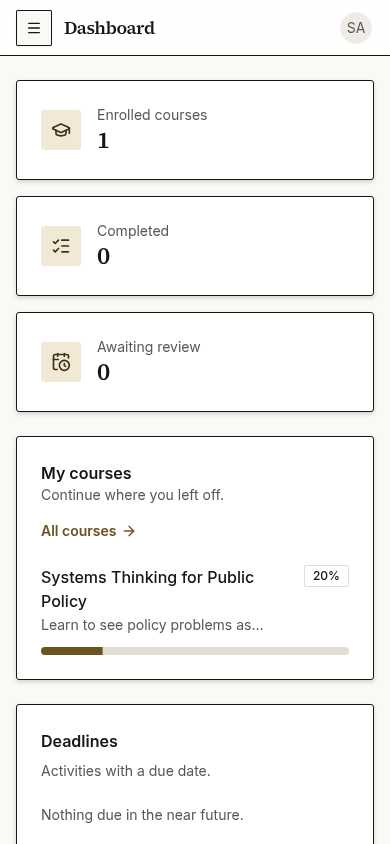 Dashboard
SA
Enrolled courses
1
Completed
0
Awaiting review
0
My courses
Continue where you left off.
All courses →
Systems Thinking for Public
Policy
20%
Learn to see policy problems as...
Deadlines
Activities with a due date.
Nothing due in the near future.